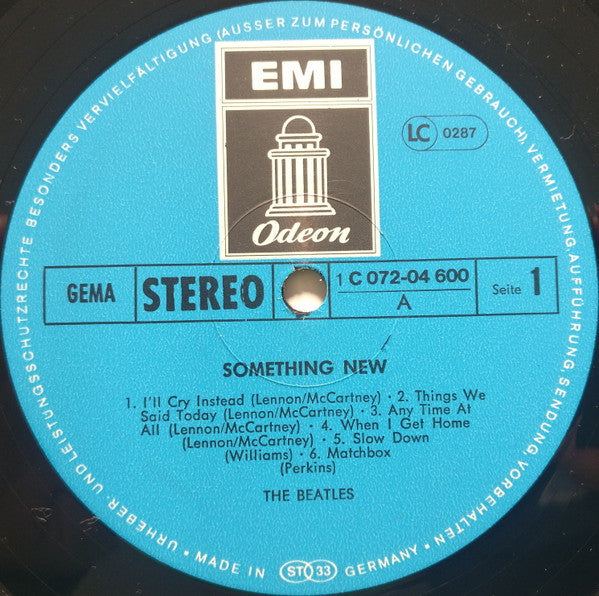 URHEBER- UND LEISTUNGSSCHUTZRECHTE BESONDERS VERVIELFÄLTIGUNG (AUSSER ZUM PERSÖNLICHEN GEBRAUCH), VERMIETUNG, AUFFÜHRUNG, SENDUNG, VORBEHALTEN •
EMI
Odeon
LC 0287
GEMA
STEREO
1 C 072-04 600
A
Seite 1
SOMETHING NEW
1. I'll Cry Instead (Lennon/McCartney) · 2. Things We
Said Today (Lennon/McCartney) · 3. Any Time At
All (Lennon/McCartney) · 4. When I Get Home
(Lennon/McCartney) · 5. Slow Down
(Williams) · 6. Matchbox
(Perkins)
THE BEATLES
• MADE IN ST 33 GERMANY •